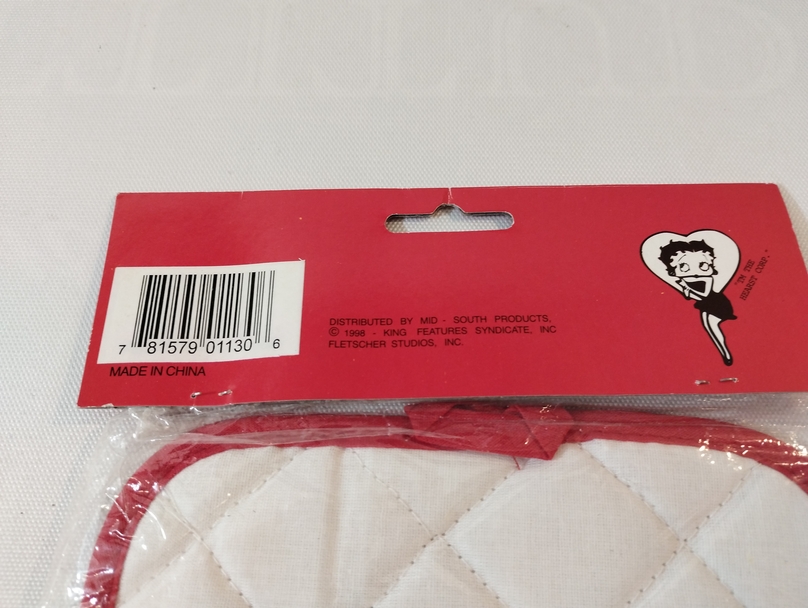 7 81579 01130 6
MADE IN CHINA
DISTRIBUTED BY MID - SOUTH PRODUCTS.
© 1998 - KING FEATURES SYNDICATE, INC
FLETSCHER STUDIOS, INC.
"TM THE
HEARST CORP."